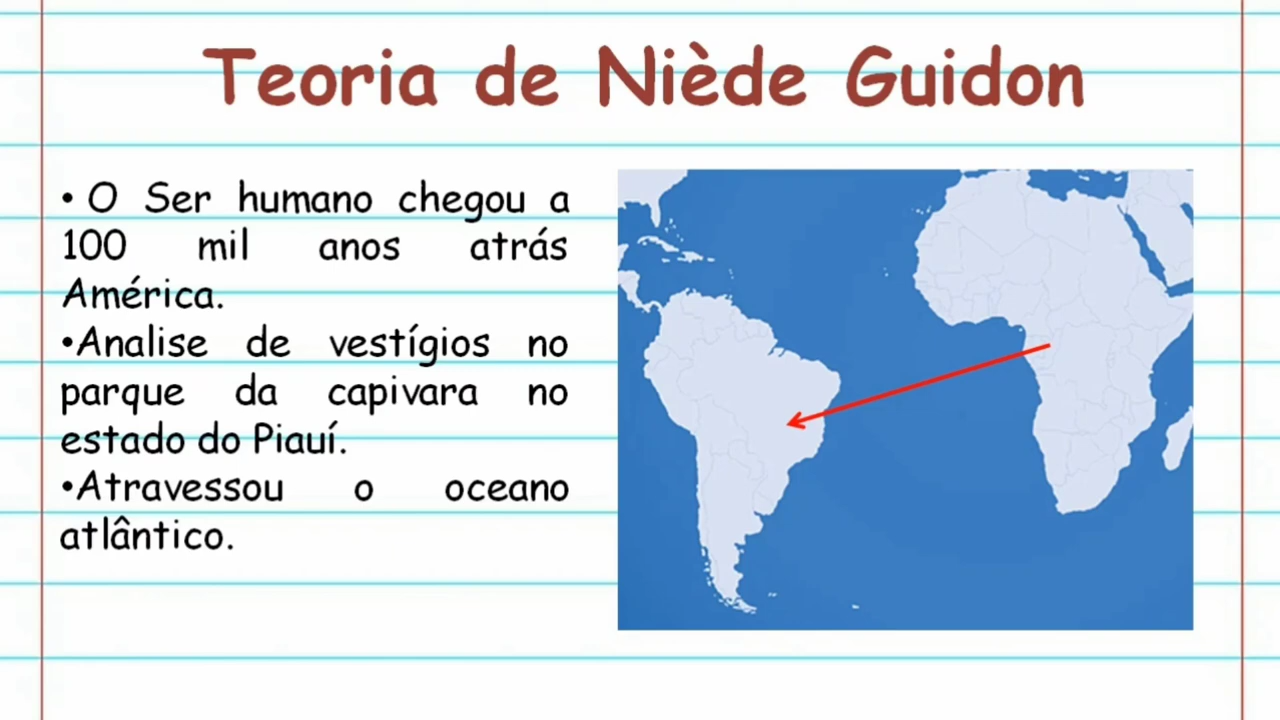 Teoria de Niède Guidon
• O Ser humano chegou a
100 mil anos atrás
América.
•Analise de vestígios no
parque da capivara no
estado do Piauí.
•Atravessou o oceano
atlântico.